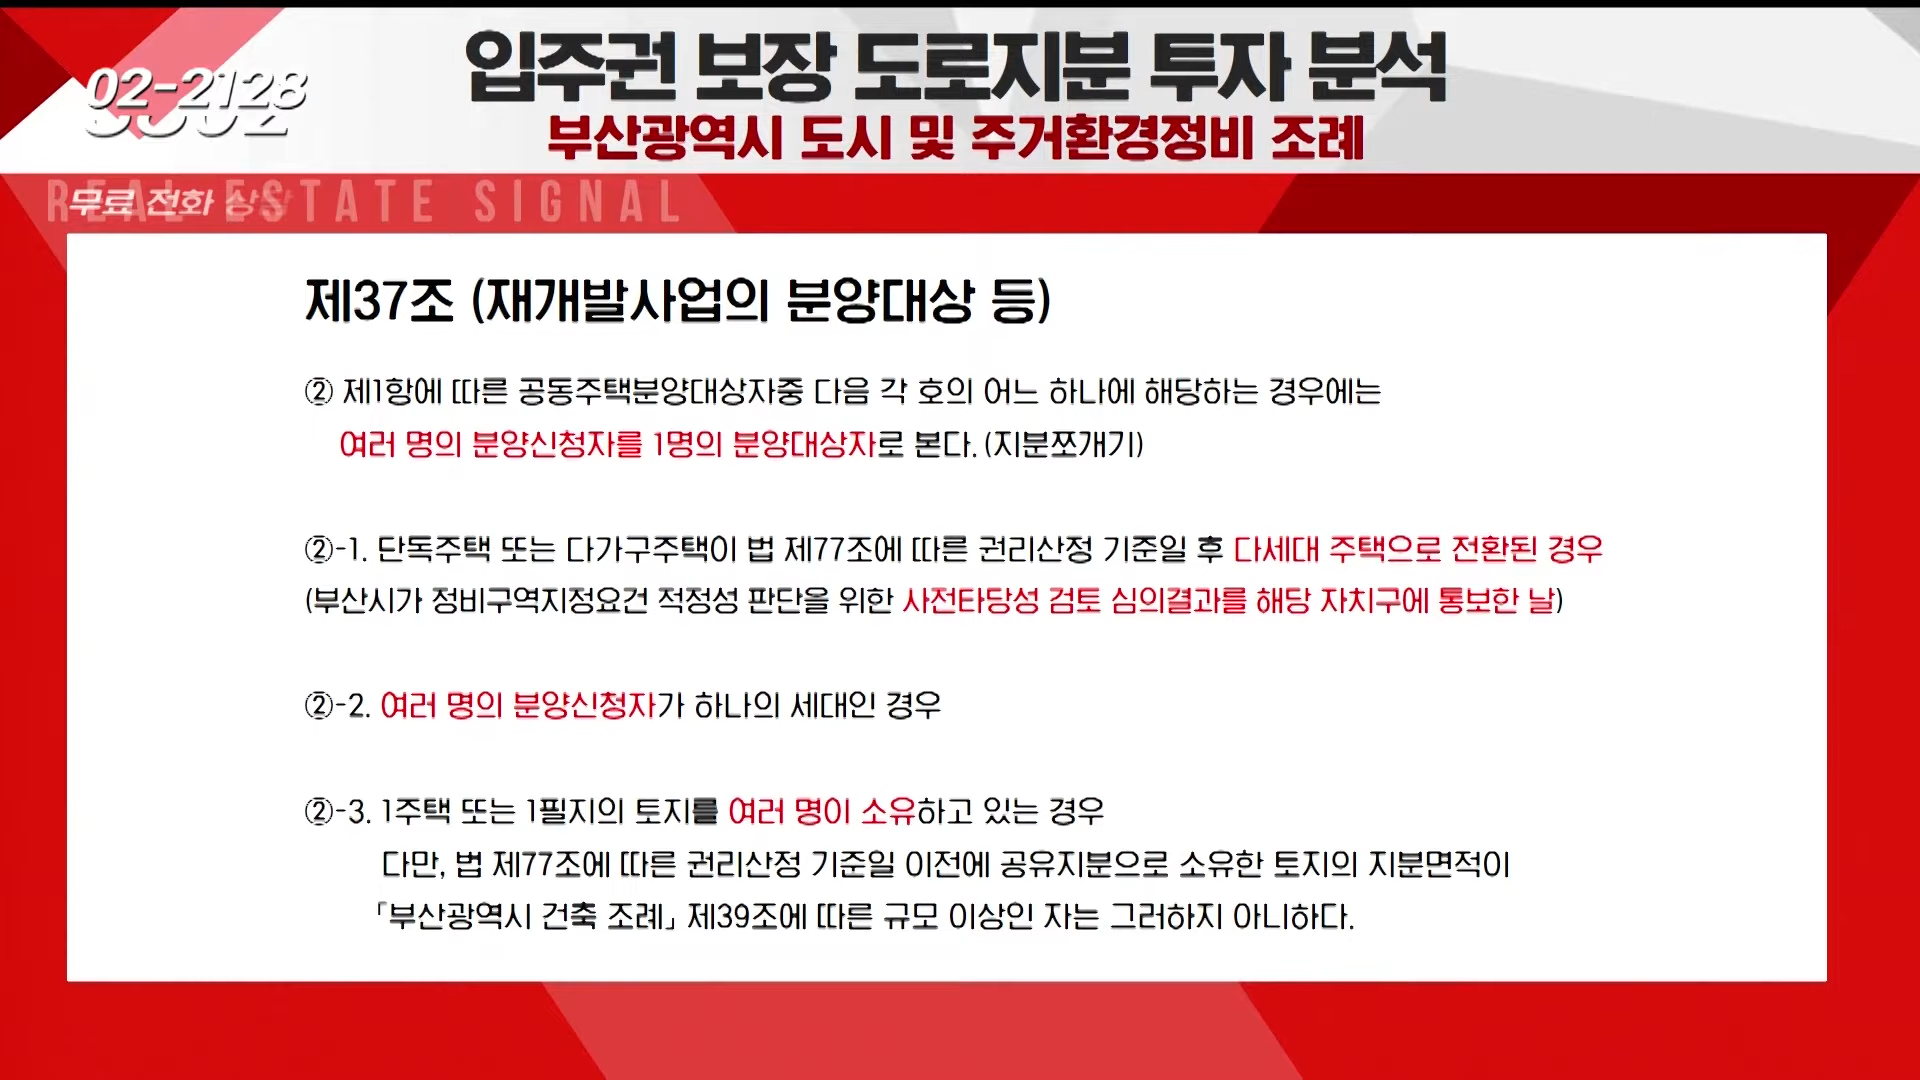 입주권 보장 도로지분 투자 분석
부산광역시 도시 및 주거환경정비 조례
02-2128
무료 전화 상담
REAL ESTATE SIGNAL
제37조 (재개발사업의 분양대상 등)
② 제1항에 따른 공동주택분양대상자중 다음 각 호의 어느 하나에 해당하는 경우에는
여러 명의 분양신청자를 1명의 분양대상자로 본다. (지분쪼개기)
②-1. 단독주택 또는 다가구주택이 법 제77조에 따른 권리산정 기준일 후 다세대 주택으로 전환된 경우
(부산시가 정비구역지정요건 적정성 판단을 위한 사전타당성 검토 심의결과를 해당 자치구에 통보한 날)
②-2. 여러 명의 분양신청자가 하나의 세대인 경우
②-3. 1주택 또는 1필지의 토지를 여러 명이 소유하고 있는 경우
다만, 법 제77조에 따른 권리산정 기준일 이전에 공유지분으로 소유한 토지의 지분면적이
「부산광역시 건축 조례」 제39조에 따른 규모 이상인 자는 그러하지 아니하다.